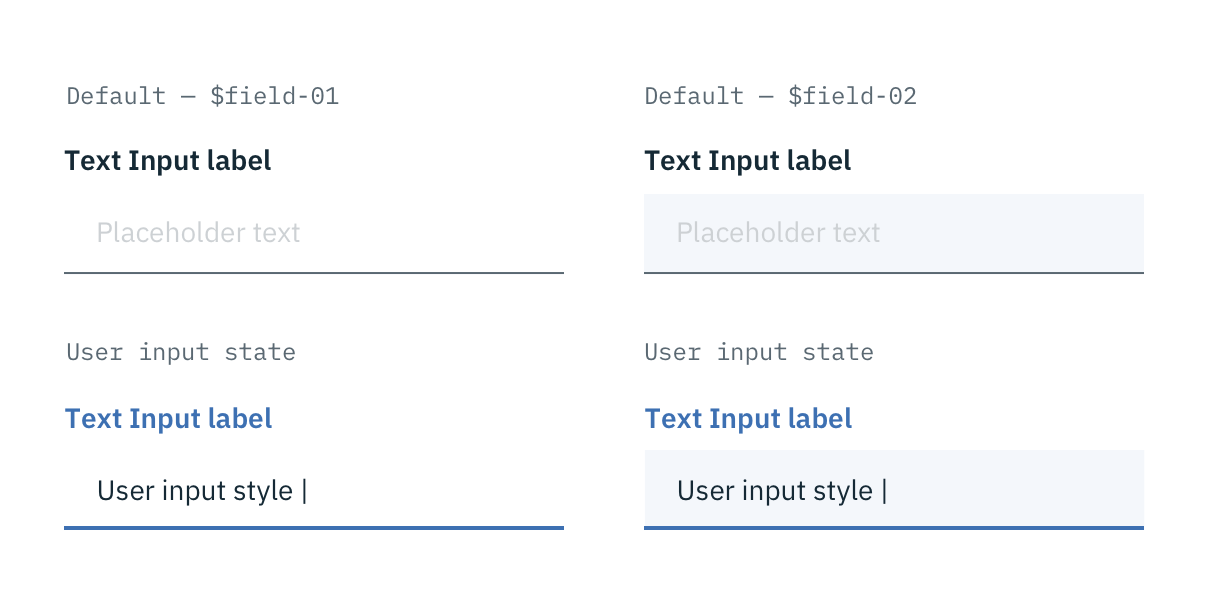 Default — $field-01
Text Input label
Placeholder text
User input state
Text Input label
User input style |
Default — $field-02
Text Input label
Placeholder text
User input state
Text Input label
User input style |